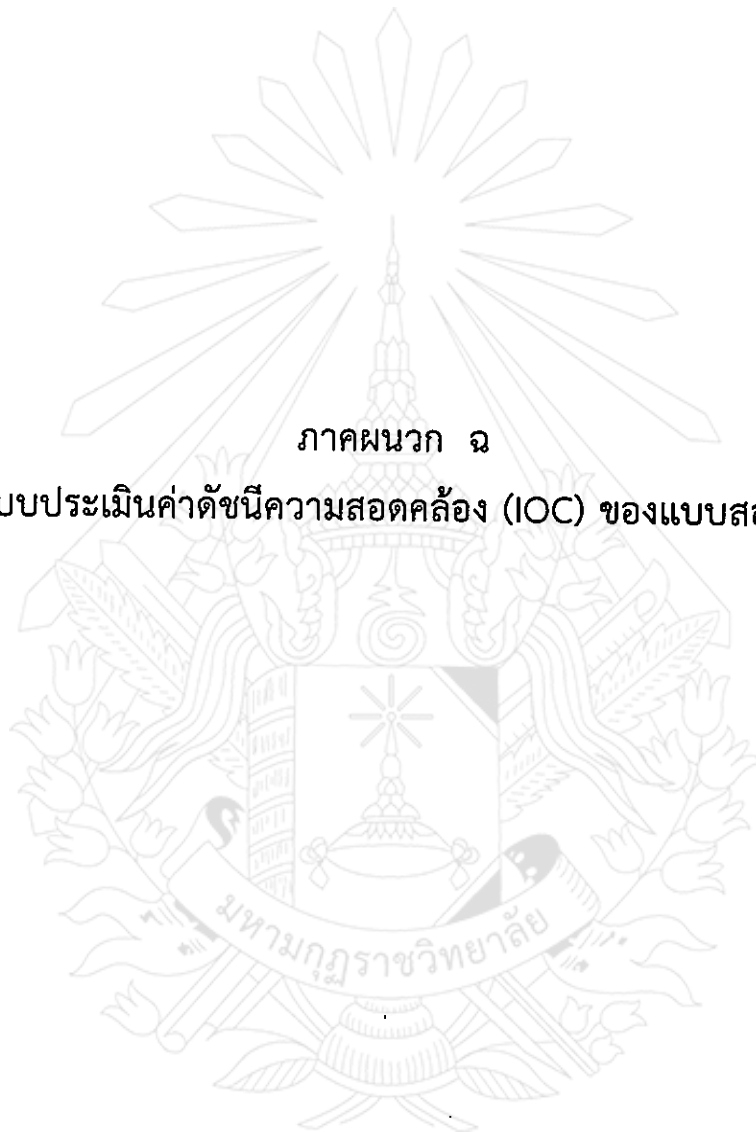 ภาคผนวก ฉ
บบประเมินค่าดัชนีความสอดคล้อง (IOC) ของแบบ
มหามกุฏราชวิทยาลัย